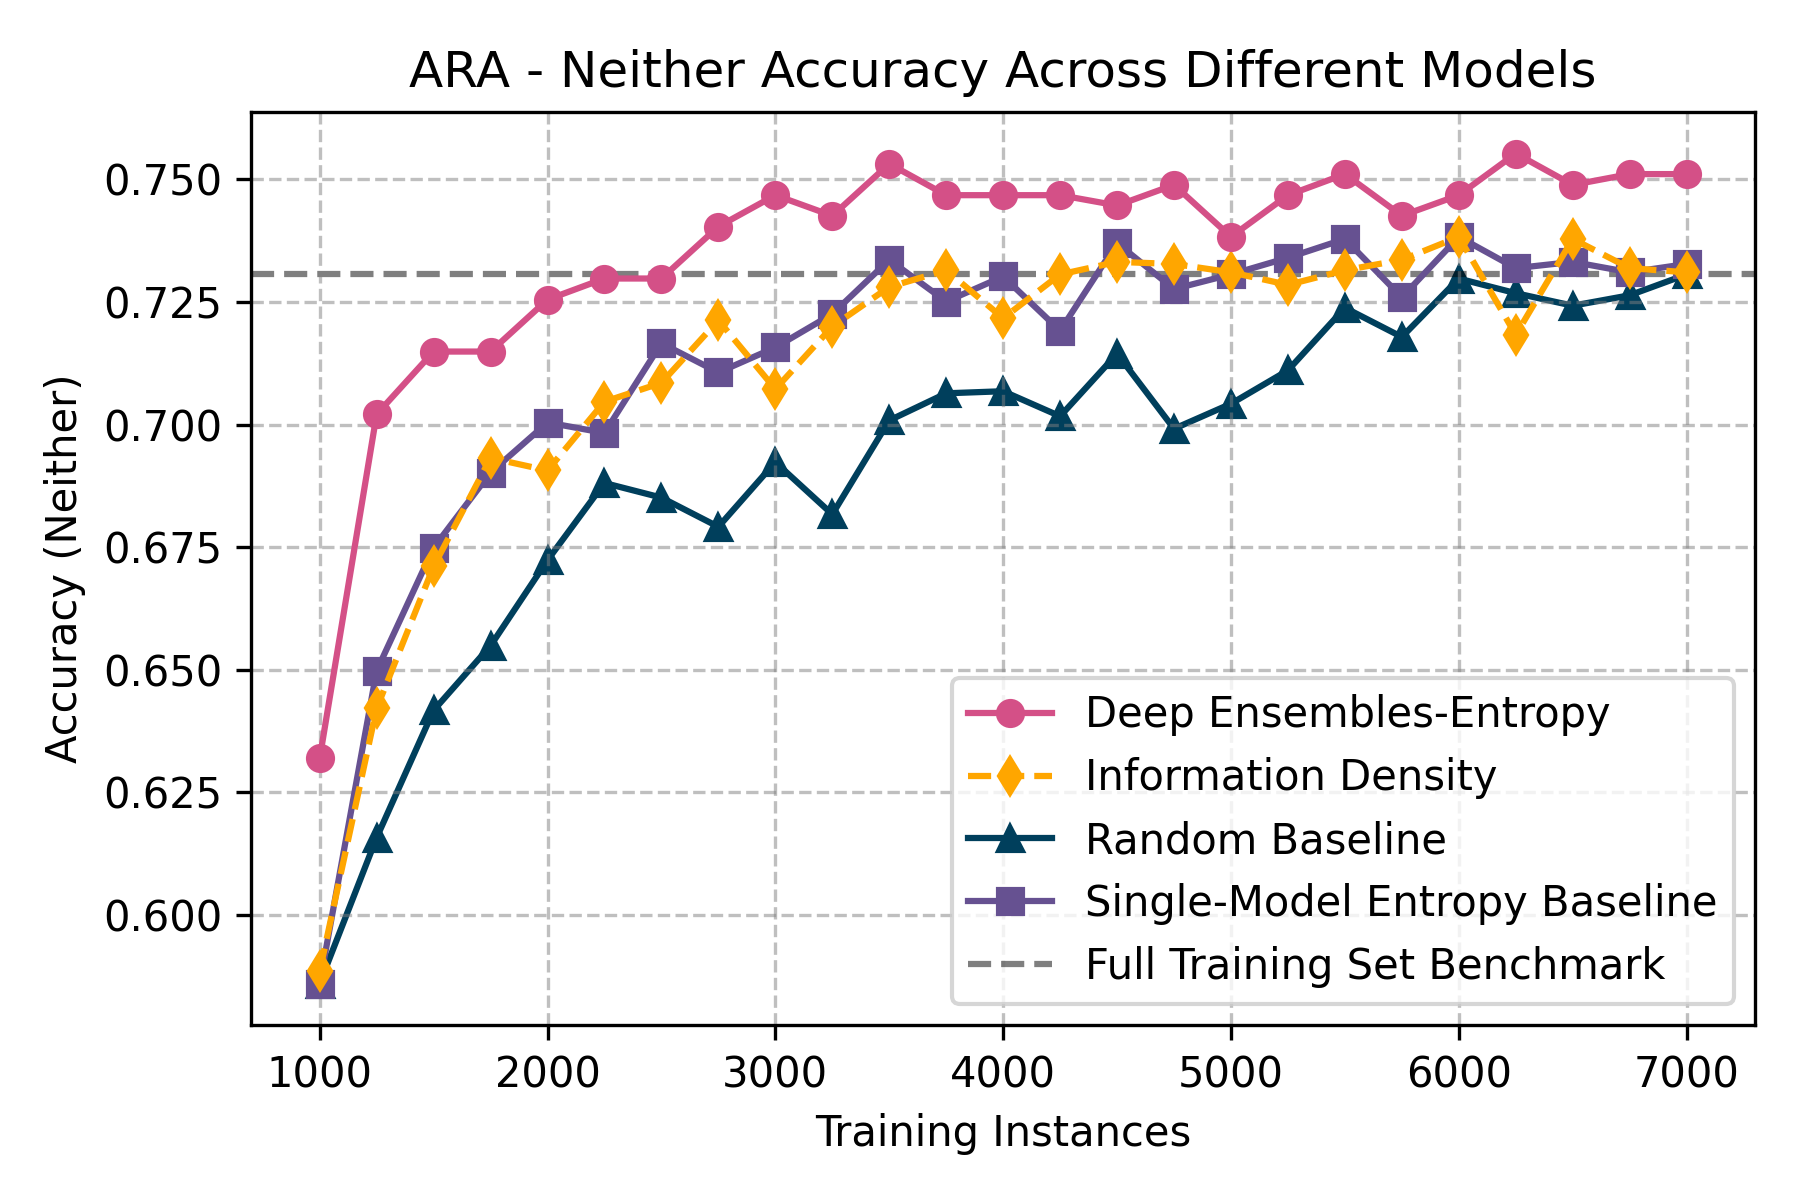 ARA - Neither Accuracy Across Different Models
Accuracy (Neither)
0.750
0.725
0.700
0.675
0.650
0.625
0.600
Deep Ensembles-Entropy
Information Density
Random Baseline
Single-Model Entropy Baseline
Full Training Set Benchmark
1000 2000 3000 4000 5000 6000 7000
Training Instances